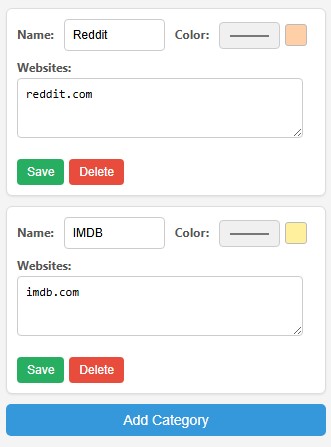 Name: Reddit Color:
Websites:
reddit.com
Save Delete
Name: IMDB Color:
Websites:
imdb.com
Save Delete
Add Category